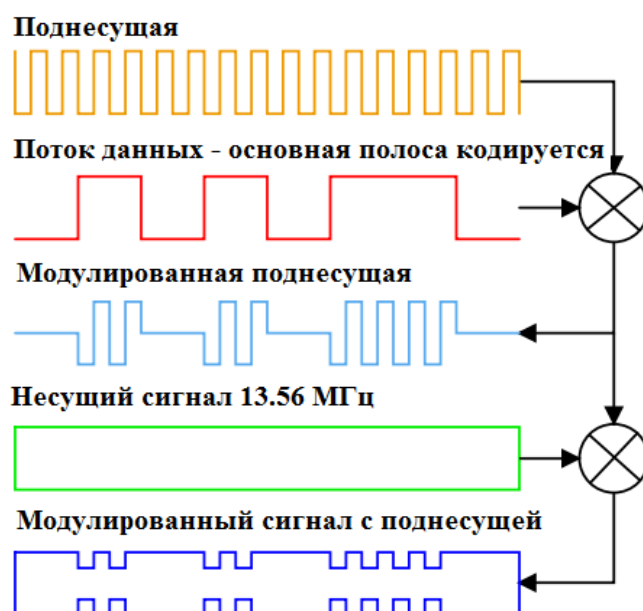 Поднесущая
Поток данных - основная полоса кодируется
Модулированная поднесущая
Несущий сигнал 13.56 МГц
Модулированный сигнал с поднесущей